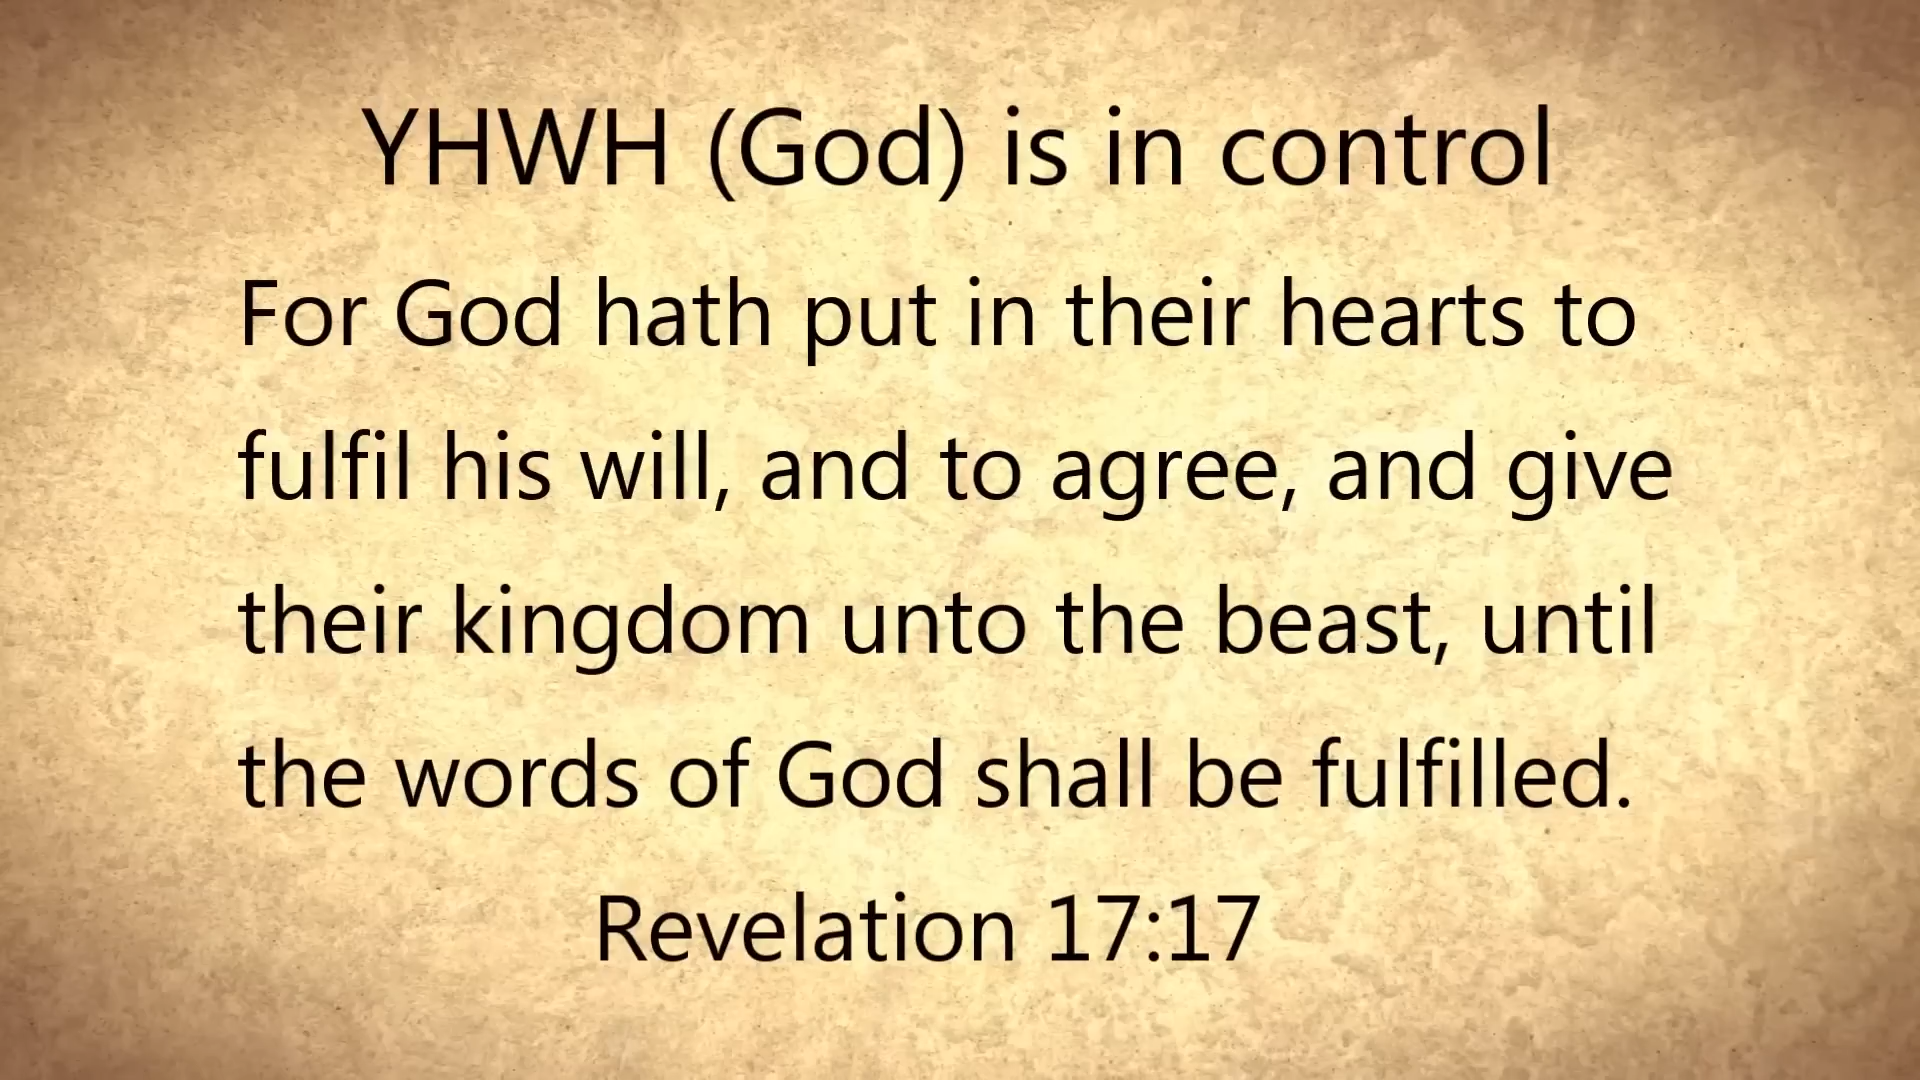 YHWH (God) is in control
For God hath put in their hearts to
fulfil his will, and to agree, and give
their kingdom unto the beast, until
the words of God shall be fulfilled.
Revelation 17:17